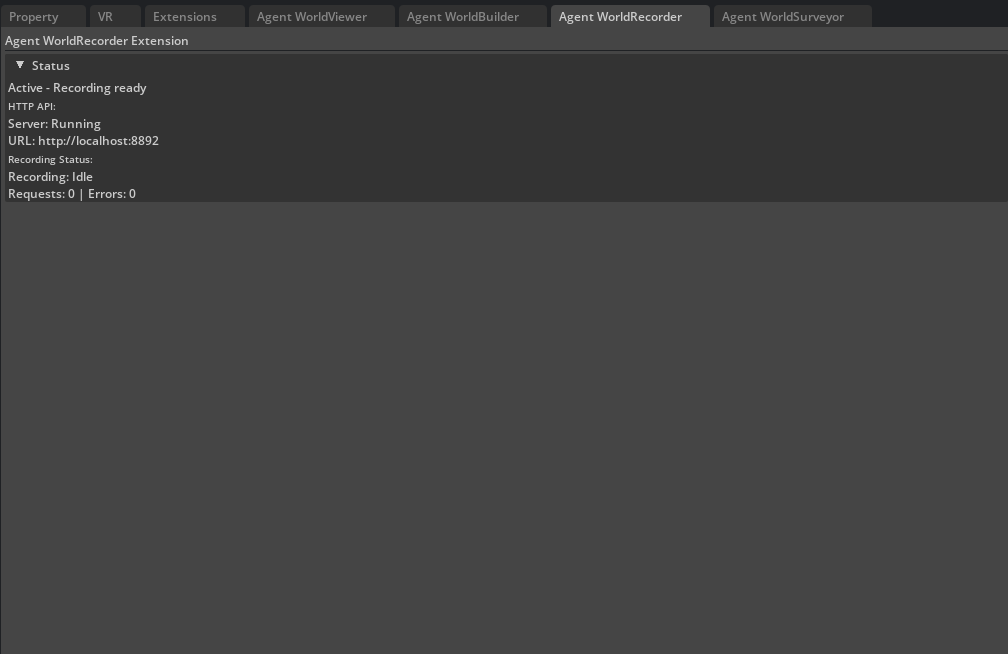 Property VR Extensions Agent WorldViewer Agent WorldBuilder Agent WorldRecorder Agent WorldSurveyor
Agent WorldRecorder Extension
Status
Active - Recording ready
HTTP API:
Server: Running
URL: http://localhost:8892
Recording Status:
Recording: Idle
Requests: 0 | Errors: 0